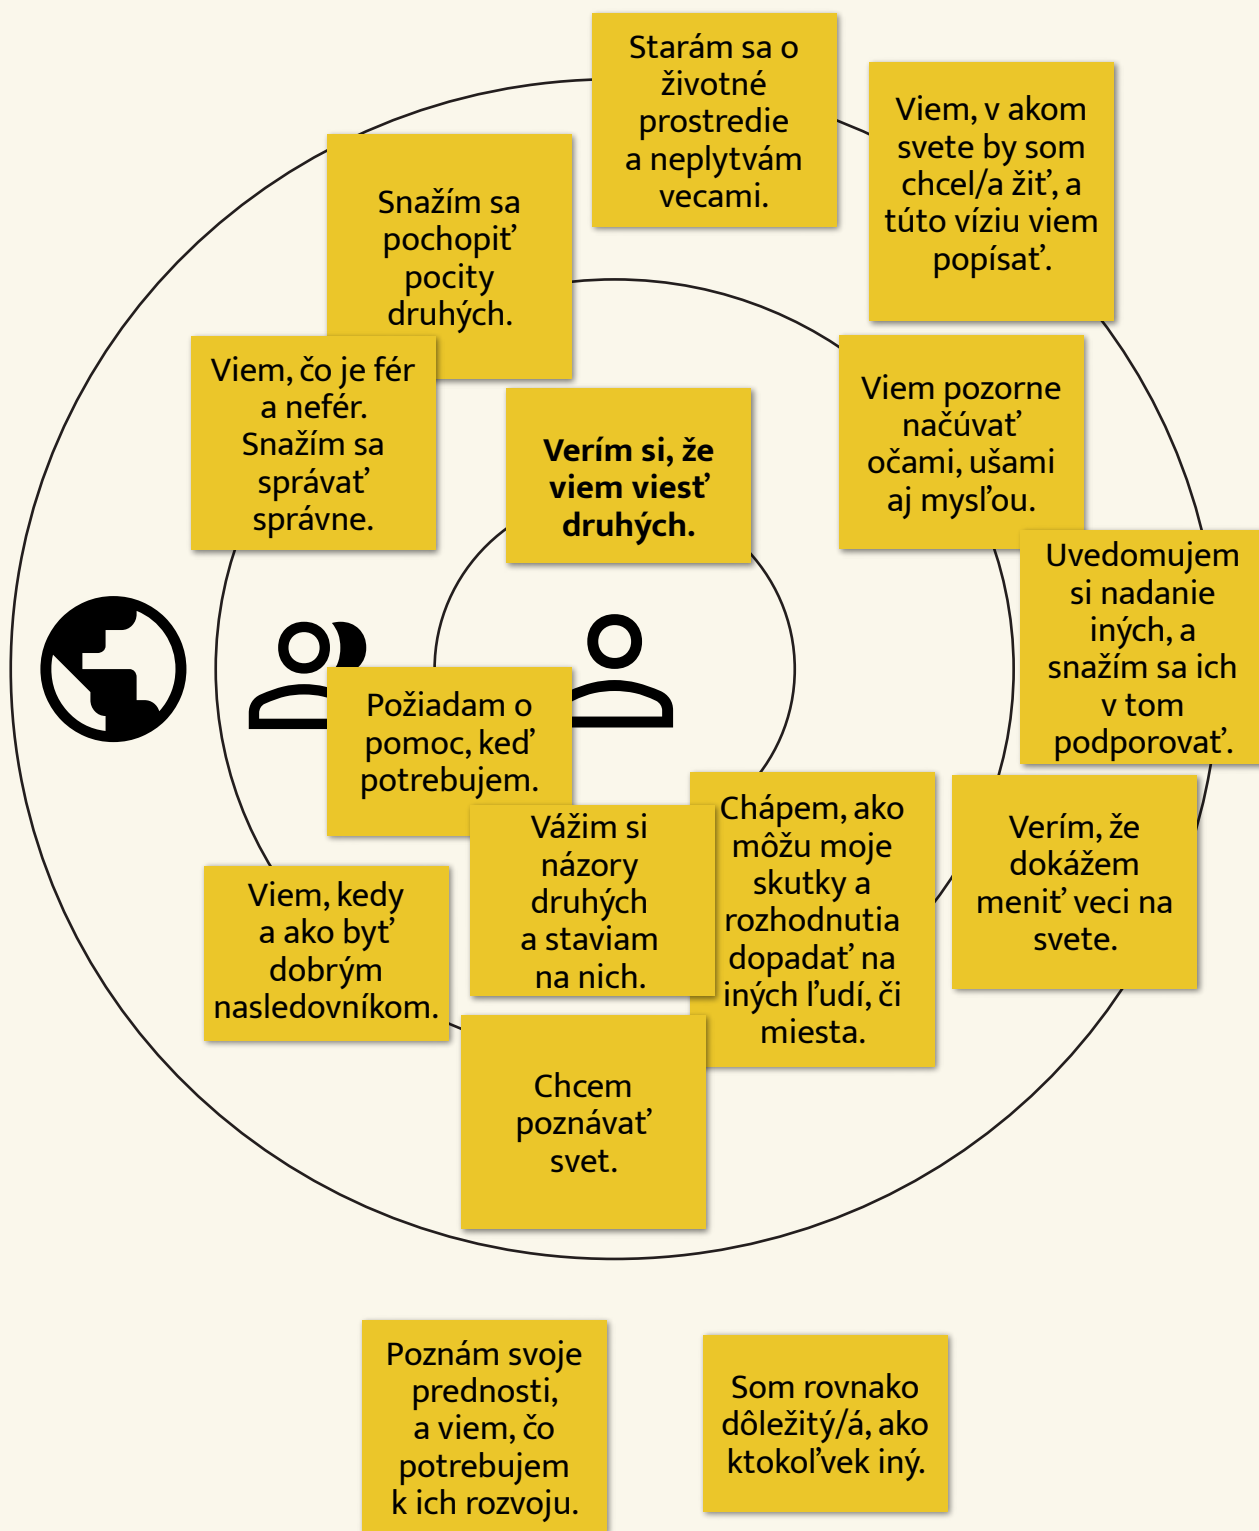 Starám sa o
životné
prostredie
a neplytvám
vecami.
Viem, v akom
svete by som
chcel/a žiť, a
túto víziu viem
popísať.
Snažím sa
pochopiť
pocity
druhých.
Viem, čo je fér
a nefér.
Snažím sa
správať
správne.
Verím si, že
viem viesť
druhých.
Viem pozorne
načúvať
očami, ušami
aj mysľou.
Uvedomujem
si nadanie
iných, a
snažím sa ich
v tom
podporovať.
Požiadam o
pomoc, keď
potrebujem.
Vážim si
názory
druhých
a staviam
na nich.
Chápem, ako
môžu moje
skutky a
rozhodnutia
dopadať na
iných ľudí, či
miesta.
Verím, že
dokážem
meniť veci na
svete.
Viem, kedy
a ako byť
dobrým
nasledovníkom.
Chcem
poznávať
svet.
Poznám svoje
prednosti,
a viem, čo
potrebujem
k ich rozvoju.
Som rovnako
dôležitý/á, ako
ktokoľvek iný.